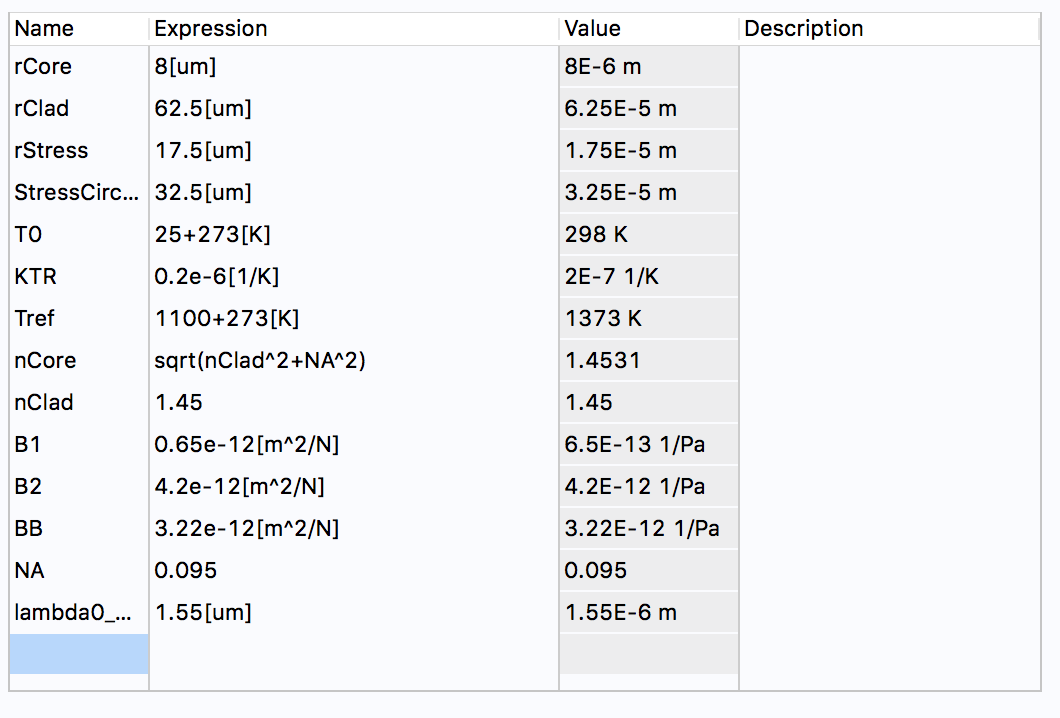 Name Expression Value Description
rCore 8[um] 8E-6 m
rClad 62.5[um] 6.25E-5 m
rStress 17.5[um] 1.75E-5 m
StressCirc... 32.5[um] 3.25E-5 m
T0 25+273[K] 298 K
KTR 0.2e-6[1/K] 2E-7 1/K
Tref 1100+273[K] 1373 K
nCore sqrt(nClad^2+NA^2) 1.4531
nClad 1.45 1.45
B1 0.65e-12[m^2/N] 6.5E-13 1/Pa
B2 4.2e-12[m^2/N] 4.2E-12 1/Pa
BB 3.22e-12[m^2/N] 3.22E-12 1/Pa
NA 0.095 0.095
lambda0_... 1.55[um] 1.55E-6 m